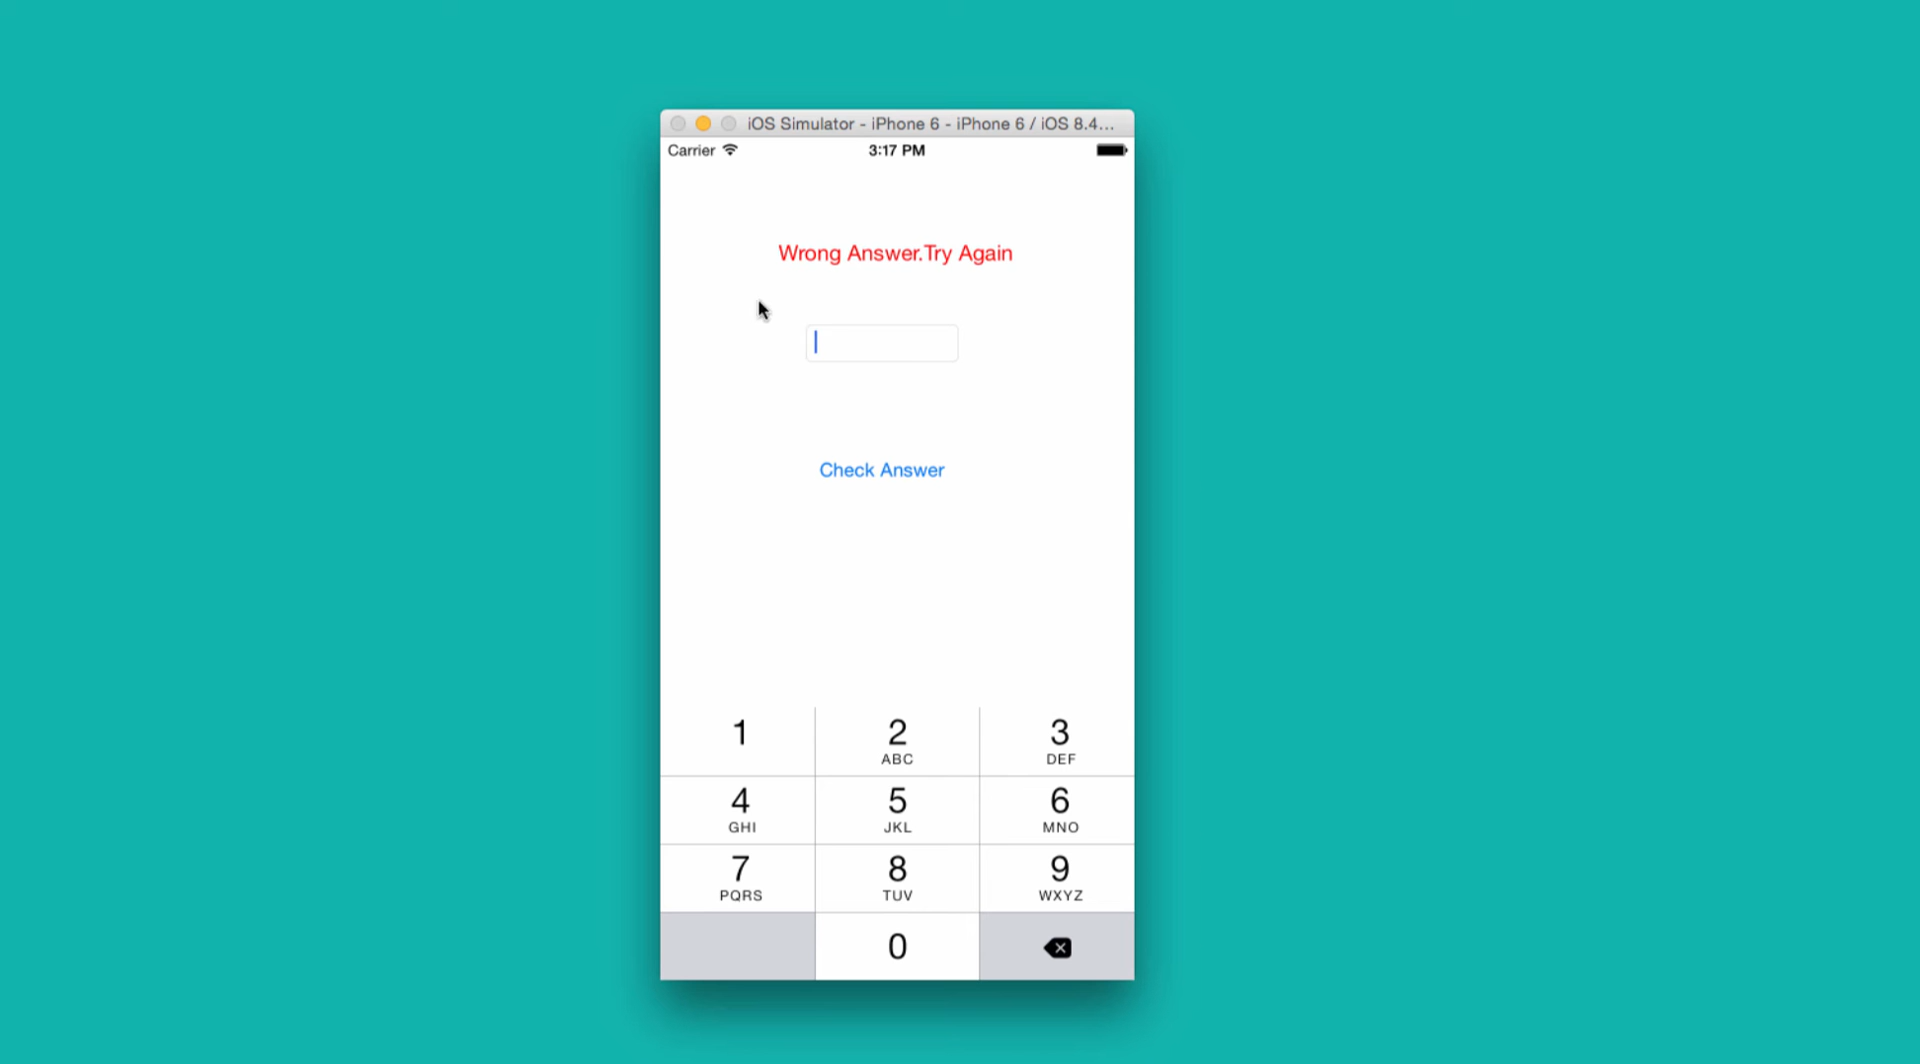 iOS Simulator - iPhone 6 - iPhone 6 / iOS 8.4...
Carrier 3:17 PM
Wrong Answer.Try Again
Check Answer
1 2 3
ABC DEF
4 5 6
GHI JKL MNO
7 8 9
PQRS TUV WXYZ
0